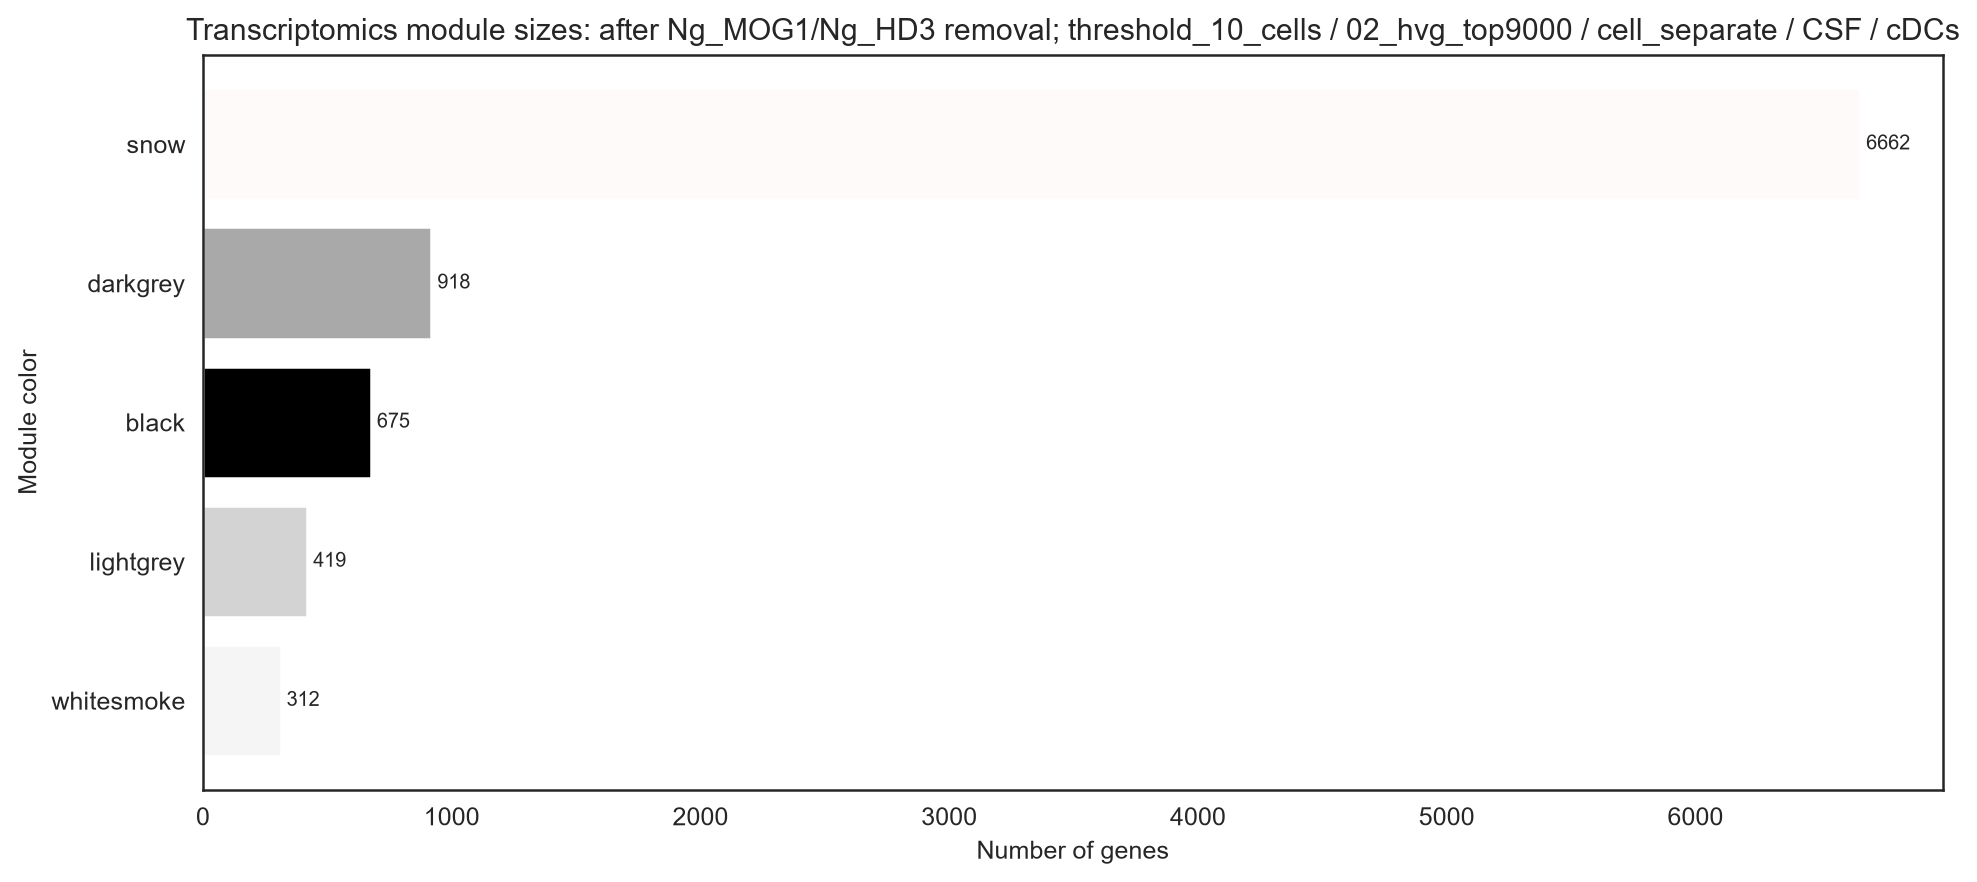 Transcriptomics module sizes: after Ng_MOG1/Ng_HD3 removal; threshold_10_cells / 02_hvg_top9000 / cell_separate / CSF / cDCs
Module color
snow
6662
darkgrey
918
black
675
lightgrey
419
whitesmoke
312
0 1000 2000 3000 4000 5000 6000
Number of genes